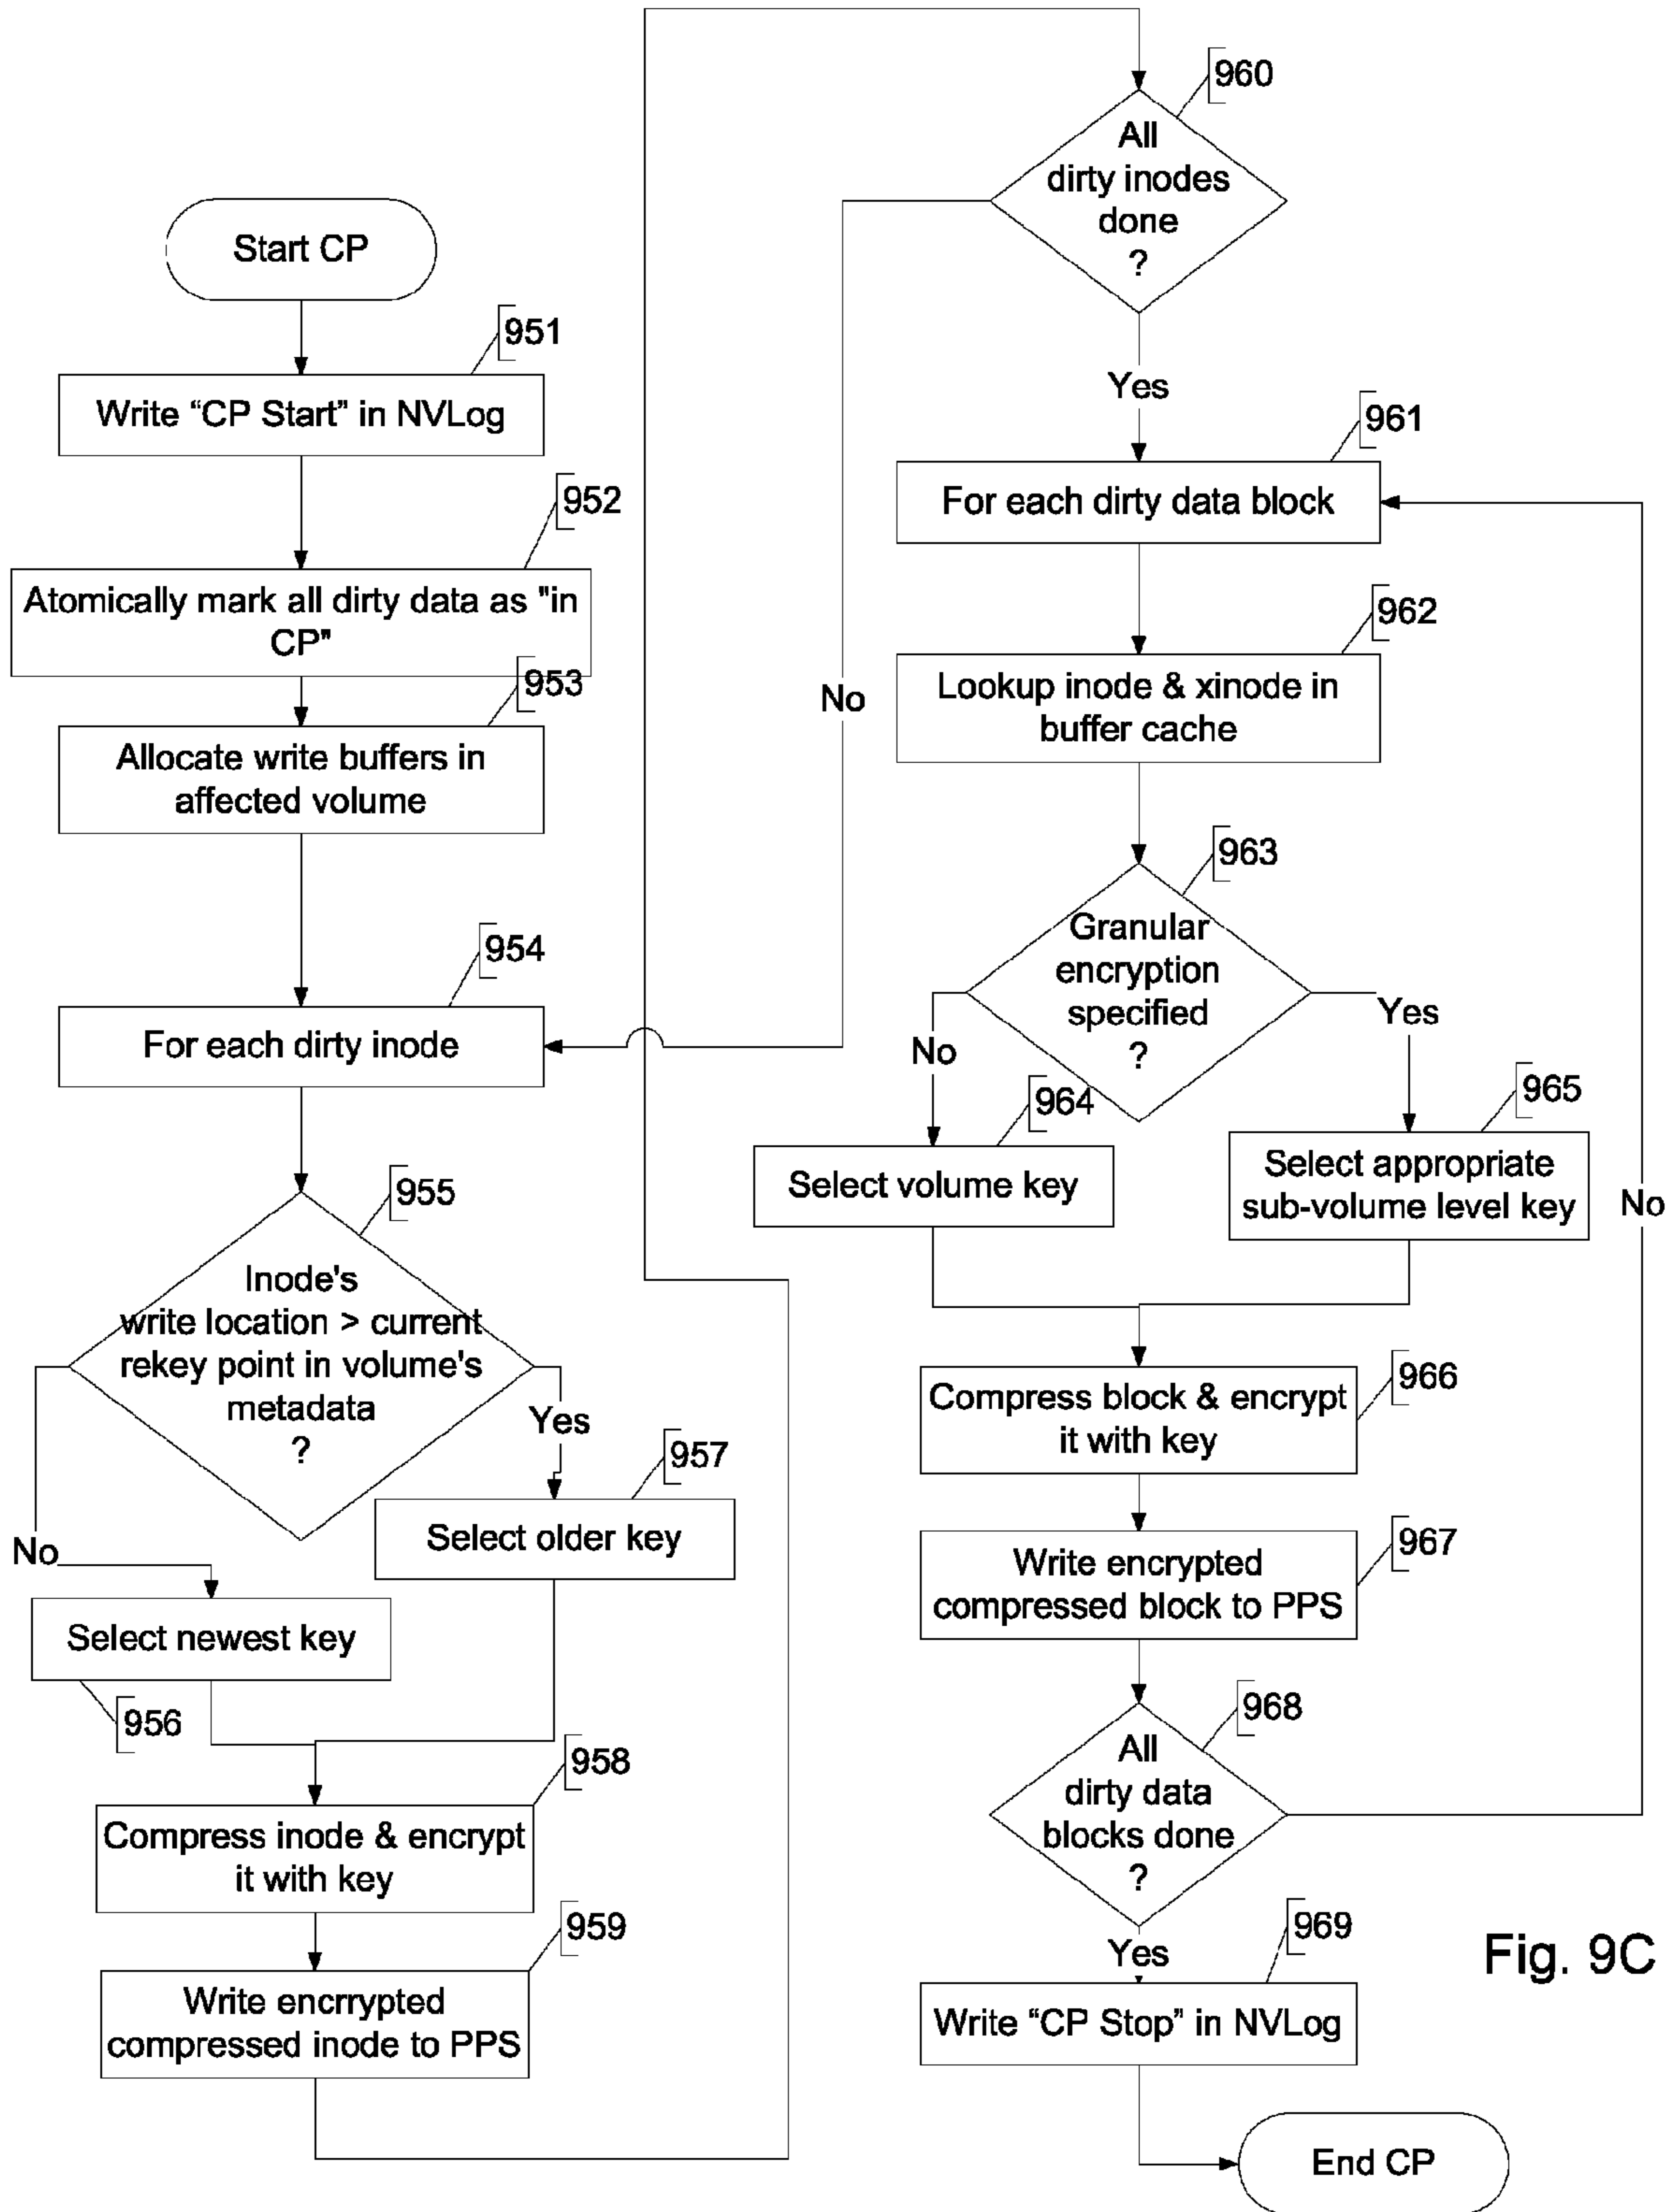 Start CP
951
Write “CP Start” in NVLog
952
Atomically mark all dirty data as "in
CP"
953
Allocate write buffers in
affected volume
954
For each dirty inode
955
Inode's
write location > current
rekey point in volume's
metadata
?
Yes
957
Select older key
No
Select newest key
956
958
Compress inode & encrypt
it with key
959
Write encrrypted
compressed inode to PPS
960
All
dirty inodes
done
?
No
Yes
961
For each dirty data block
962
Lookup inode & xinode in
buffer cache
963
Granular
encryption
specified
?
No
Yes
964
Select volume key
965
Select appropriate
sub-volume level key
966
Compress block & encrypt
it with key
967
Write encrypted
compressed block to PPS
968
All
dirty data
blocks done
?
No
Yes
969
Write “CP Stop” in NVLog
End CP
Fig. 9C